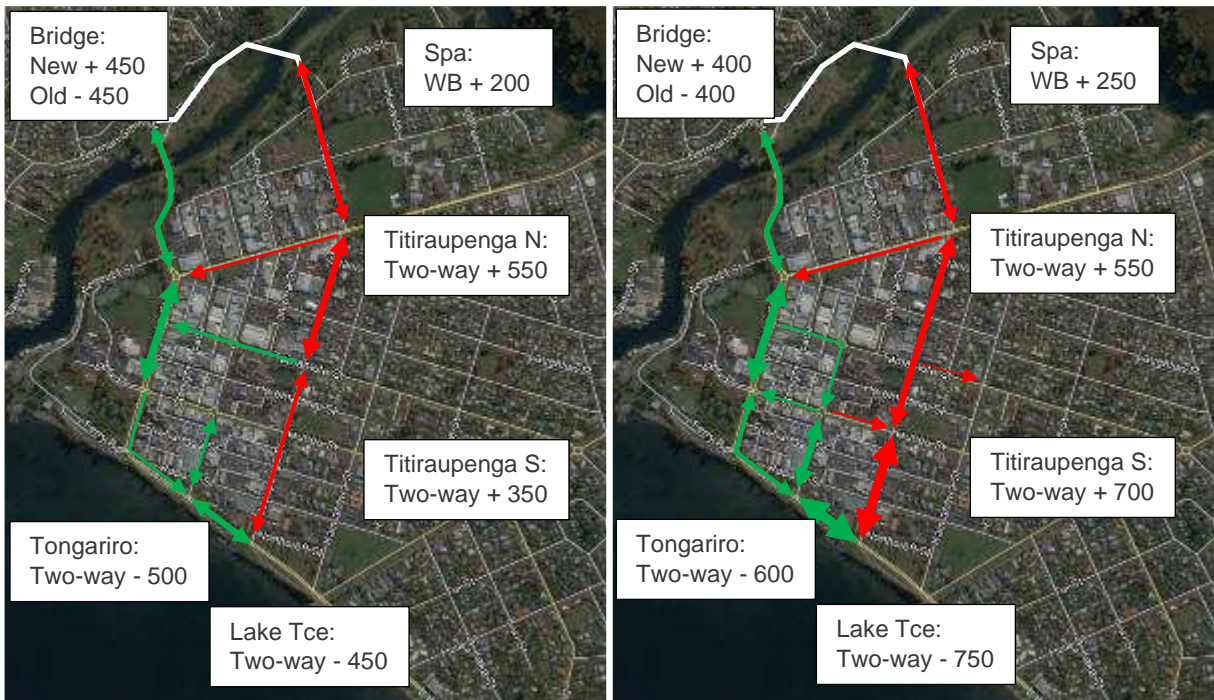 Bridge:
New + 450
Old - 450
Spa:
WB + 200
Titiraupenga N:
Two-way + 550
Titiraupenga S:
Two-way + 350
Tongariro:
Two-way - 500
Lake Tce:
Two-way - 450
Bridge:
New + 400
Old - 400
Spa:
WB + 250
Titiraupenga N:
Two-way + 550
Titiraupenga S:
Two-way + 700
Tongariro:
Two-way - 600
Lake Tce:
Two-way - 750